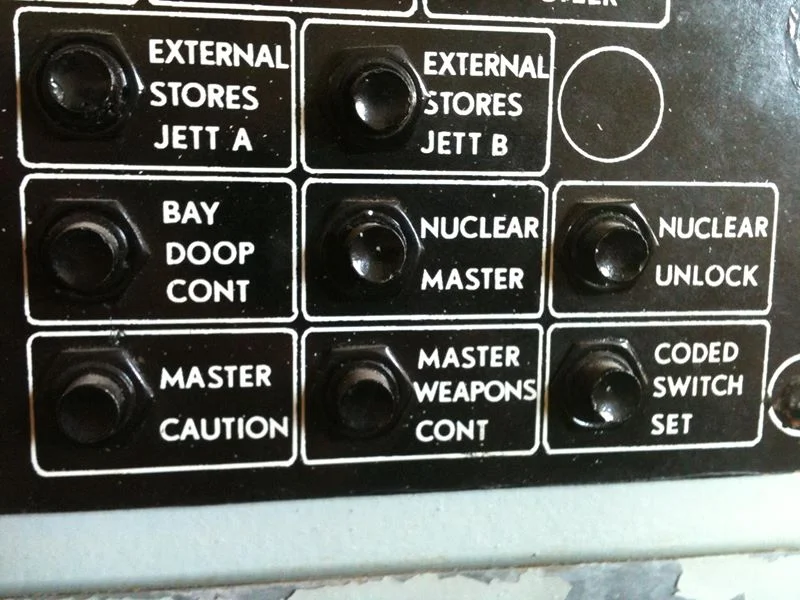 EXTERNAL
STORES
JETT A
EXTERNAL
STORES
JETT B
BAY
DOOP
CONT
NUCLEAR
MASTER
NUCLEAR
UNLOCK
MASTER
CAUTION
MASTER
WEAPONS
CONT
CODED
SWITCH
SET